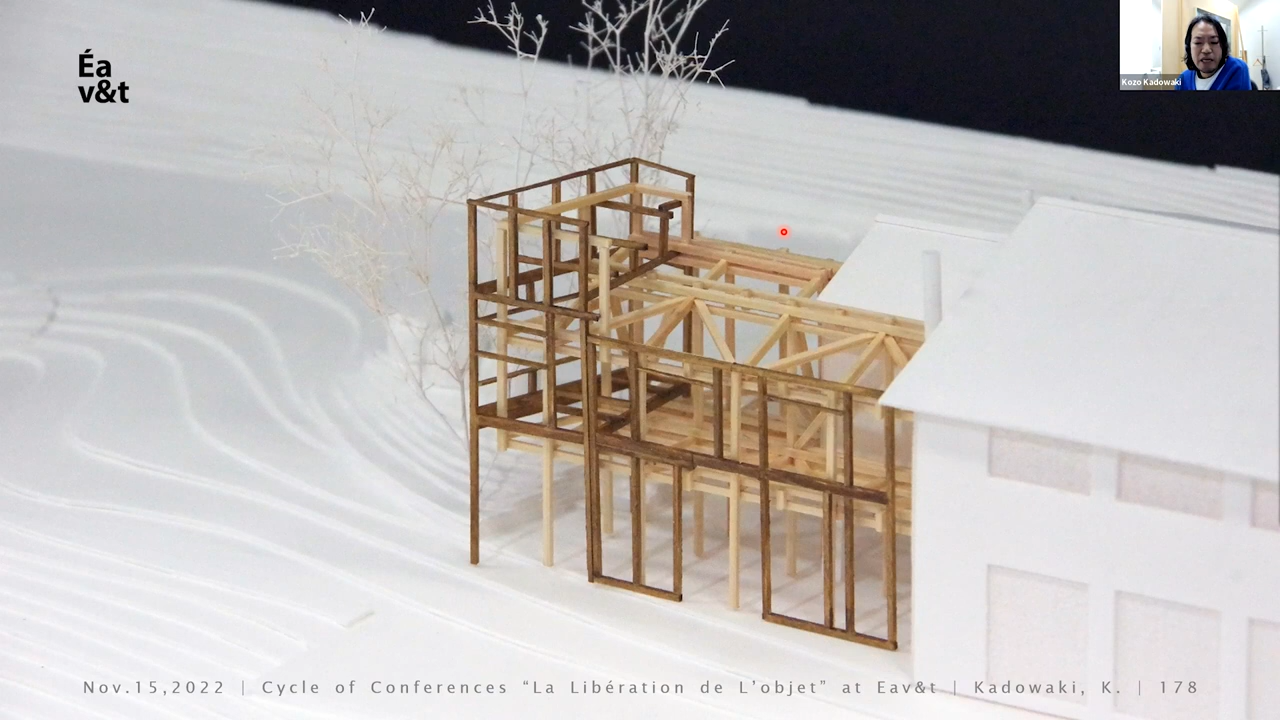 Éa
v&t
Kozo Kadowaki
Nov.15,2022 | Cycle of Conferences “La Libération de L’objet” at Eav&t | Kadowaki, K. | 178